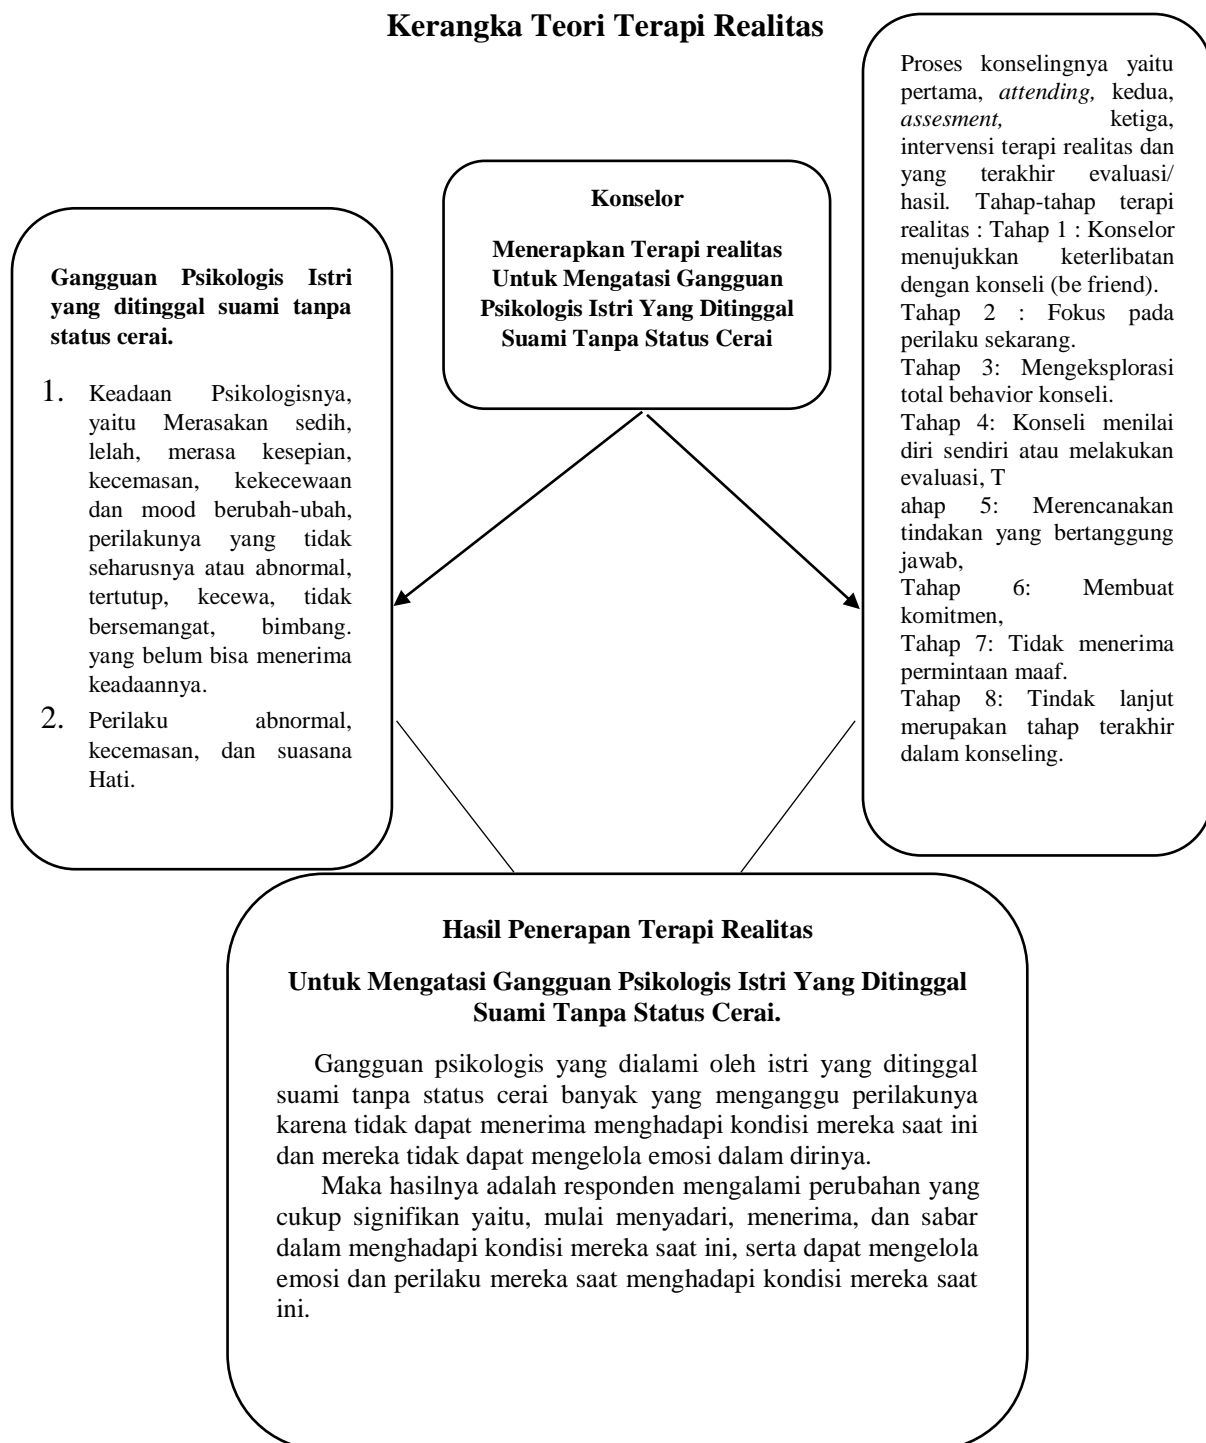 Kerangka Teori Terapi Realitas
Konselor
Menerapkan Terapi realitas
Untuk Mengatasi Gangguan
Psikologis Istri Yang Ditinggal
Suami Tanpa Status Cerai
Gangguan Psikologis Istri
yang ditinggal suami tanpa
status cerai.
1. Keadaan Psikologisnya,
yaitu Merasakan sedih,
lelah, merasa kesepian,
kecemasan, kekecewaan
dan mood berubah-ubah,
perilakunya yang tidak
seharusnya atau abnormal,
tertutup, kecewa, tidak
bersemangat, bimbang.
yang belum bisa menerima
keadaannya.
2. Perilaku abnormal,
kecemasan, dan suasana
Hati.
Proses konselingnya yaitu
pertama, attending, kedua,
assesment, ketiga,
intervensi terapi realitas dan
yang terakhir evaluasi/
hasil. Tahap-tahap terapi
realitas : Tahap 1 : Konselor
menujukkan keterlibatan
dengan konseli (be friend).
Tahap 2 : Fokus pada
perilaku sekarang.
Tahap 3: Mengeksplorasi
total behavior konseli.
Tahap 4: Konseli menilai
diri sendiri atau melakukan
evaluasi, T
ahap 5: Merencanakan
tindakan yang bertanggung
jawab,
Tahap 6: Membuat
komitmen,
Tahap 7: Tidak menerima
permintaan maaf.
Tahap 8: Tindak lanjut
merupakan tahap terakhir
dalam konseling.
Hasil Penerapan Terapi Realitas
Untuk Mengatasi Gangguan Psikologis Istri Yang Ditinggal
Suami Tanpa Status Cerai.
Gangguan psikologis yang dialami oleh istri yang ditinggal
suami tanpa status cerai banyak yang menganggu perilakunya
karena tidak dapat menerima menghadapi kondisi mereka saat ini
dan mereka tidak dapat mengelola emosi dalam dirinya.
Maka hasilnya adalah responden mengalami perubahan yang
cukup signifikan yaitu, mulai menyadari, menerima, dan sabar
dalam menghadapi kondisi mereka saat ini, serta dapat mengelola
emosi dan perilaku mereka saat menghadapi kondisi mereka saat
ini.